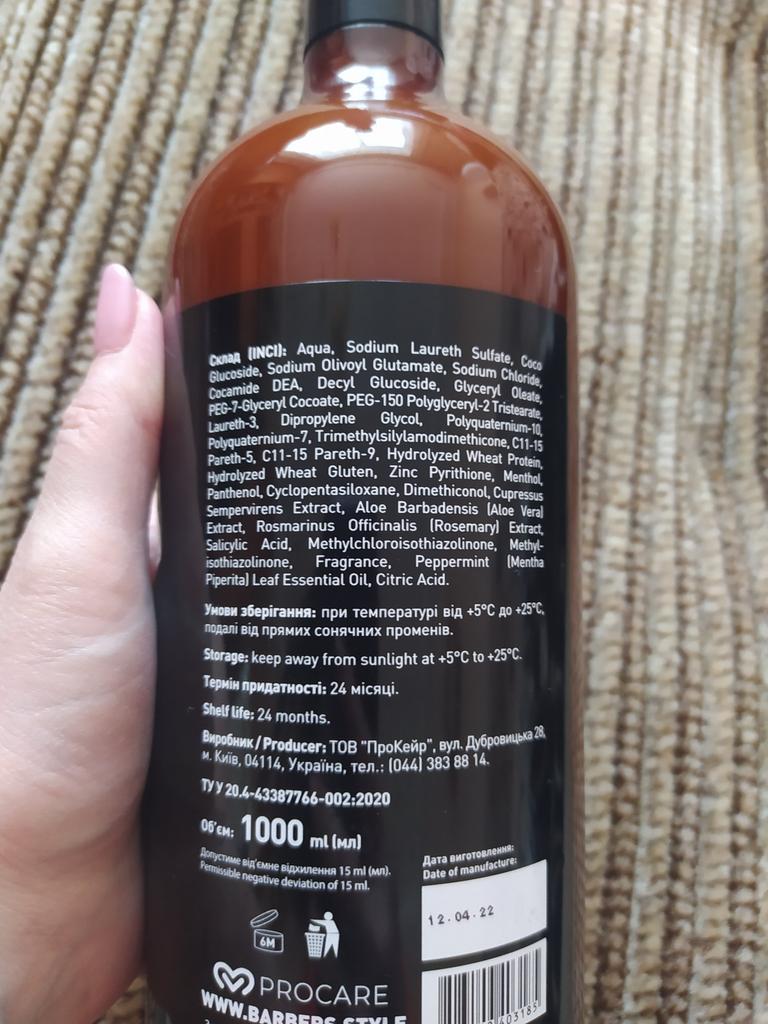 Склад (INCI): Aqua, Sodium Laureth Sulfate, Coco
Glucoside, Sodium Olivoyl Glutamate, Sodium Chloride,
Cocamide DEA, Decyl Glucoside, Glyceryl Oleate,
PEG-7-Glyceryl Cocoate, PEG-150 Polyglyceryl-2 Tristearate,
Laureth-3, Dipropylene Glycol, Polyquaternium-10,
Polyquaternium-7, Trimethylsilylamodimethicone, C11-15
Pareth-5, C11-15 Pareth-9, Hydrolyzed Wheat Protein,
Hydrolyzed Wheat Gluten, Zinc Pyrithione, Menthol,
Panthenol, Cyclopentasiloxane, Dimethiconol, Cupressus
Sempervirens Extract, Aloe Barbadensis (Aloe Vera)
Extract, Rosmarinus Officinalis (Rosemary) Extract,
Salicylic Acid, Methylchloroisothiazolinone, Methyl-
isothiazolinone, Fragrance, Peppermint (Mentha
Piperita) Leaf Essential Oil, Citric Acid.
Умови зберігання: при температурі від +5°C до +25°C,
подалі від прямих сонячних променів.
Storage: keep away from sunlight at +5°C to +25°C.
Термін придатності: 24 місяці.
Shelf life: 24 months.
Виробник / Producer: ТОВ "ПроКейр", вул. Дубровицька 28,
м. Київ, 04114, Україна, тел.: (044) 383 88 14.
ТУ У 20.4-43387766-002:2020
Об'єм: 1000 ml (мл)
Допустиме від'ємне відхилення 15 ml (мл).
Permissible negative deviation of 15 ml.
Дата виготовлення:
Date of manufacture:
12.04.22
6M
PROCARE
WWW.BARBERS.STYLE